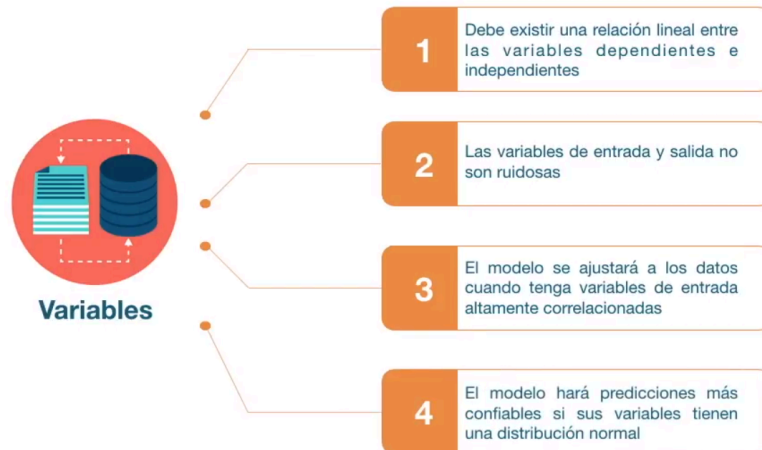 1
Debe existir una relación lineal entre
las variables dependientes e
independientes
2
Las variables de entrada y salida no
son ruidosas
Variables
3
El modelo se ajustará a los datos
cuando tenga variables de entrada
altamente correlacionadas
4
El modelo hará predicciones más
confiables si sus variables tienen
una distribución normal